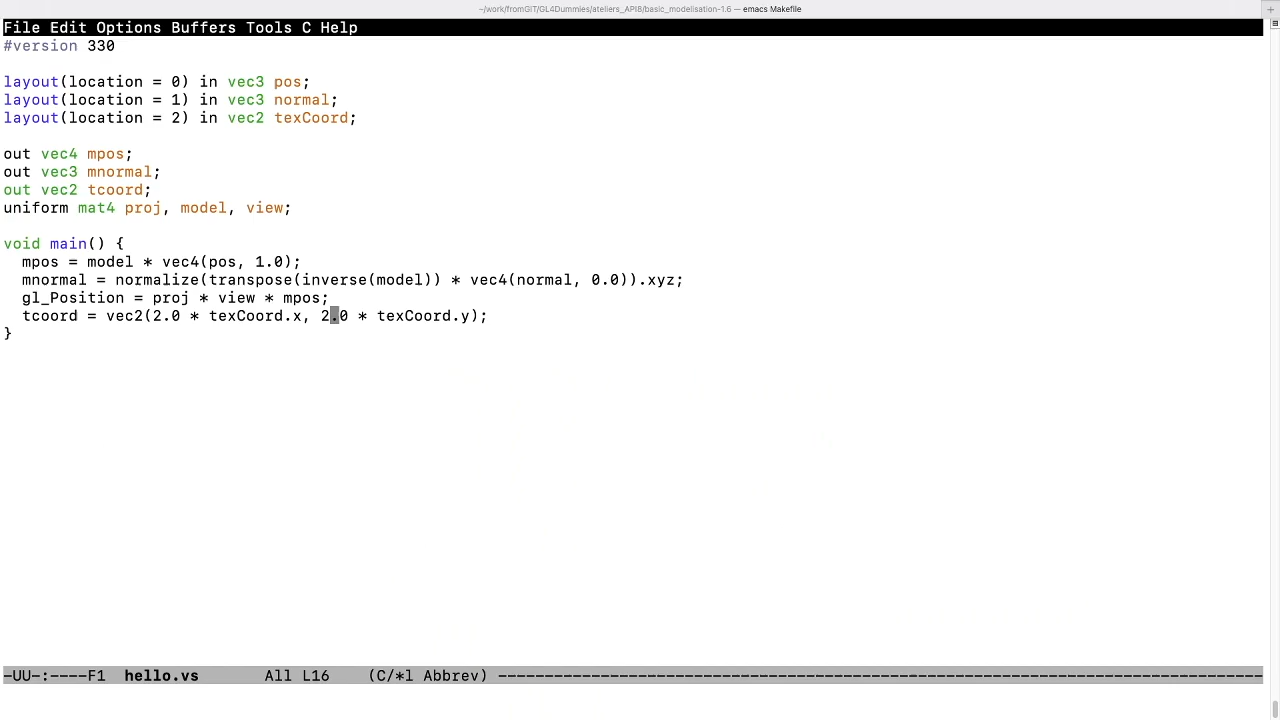 ~/work/fromGIT/GL4Dummies/ateliers_API8/basic_modelisation-1.6 — emacs Makefile
File Edit Options Buffers Tools C Help
#version 330
layout(location = 0) in vec3 pos;
layout(location = 1) in vec3 normal;
layout(location = 2) in vec2 texCoord;
out vec4 mpos;
out vec3 mnormal;
out vec2 tcoord;
uniform mat4 proj, model, view;
void main() {
  mpos = model * vec4(pos, 1.0);
  mnormal = normalize(transpose(inverse(model)) * vec4(normal, 0.0)).xyz;
  gl_Position = proj * view * mpos;
  tcoord = vec2(2.0 * texCoord.x, 2.0 * texCoord.y);
}
-UU-:----F1  hello.vs       All L16    (C/*l Abbrev) ----------------------------------------------------------------------------------